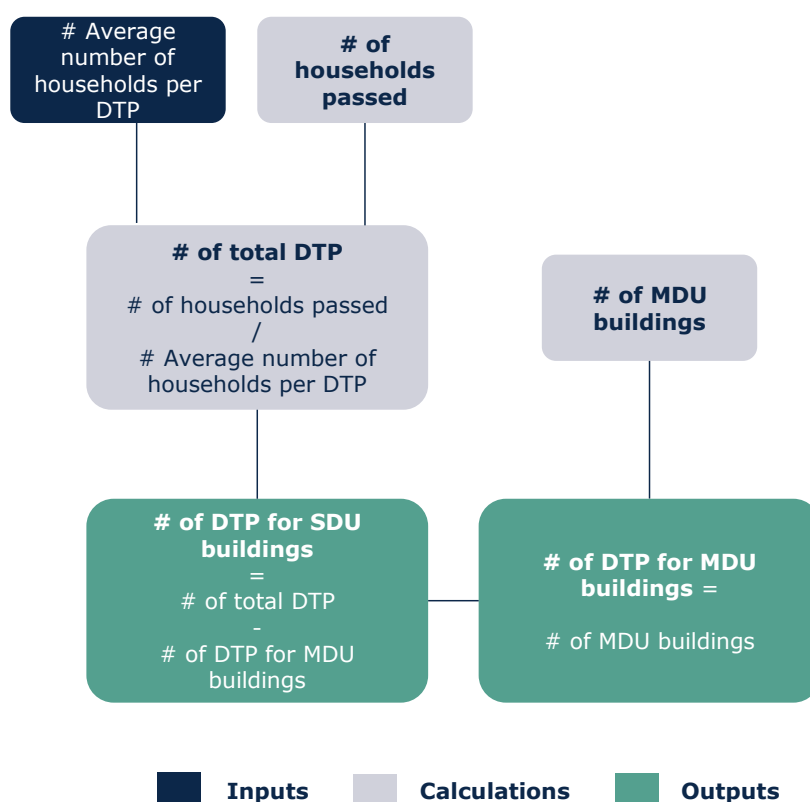 # Average
number of
households per
DTP
# of
households
passed
# of total DTP
=
# of households passed
/
# Average number of
households per DTP
# of MDU
buildings
# of DTP for SDU
buildings
=
# of total DTP
-
# of DTP for MDU
buildings
# of DTP for MDU
buildings =
# of MDU buildings
Inputs
Calculations
Outputs